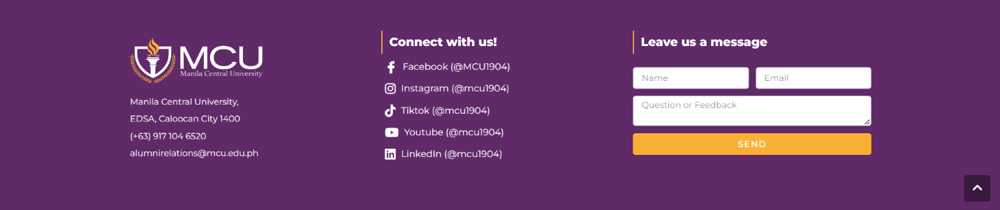 MCU
Manila Central University
Manila Central University,
EDSA, Caloocan City 1400
(+63) 917 104 6520
alumnirelations@mcu.edu.ph
Connect with us!
Facebook (@MCU1904)
Instagram (@mcu1904)
Tiktok (@mcu1904)
Youtube (@mcu1904)
LinkedIn (@mcu1904)
Leave us a message
Name
Email
Question or Feedback
SEND